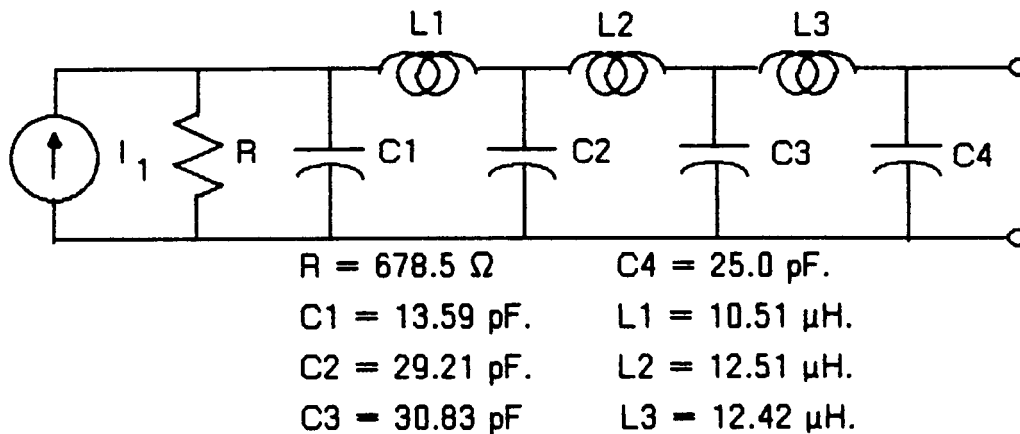 L1 L2 L3
I1 R C1 C2 C3 C4
R = 678.5 Ω C4 = 25.0 pF.
C1 = 13.59 pF. L1 = 10.51 µH.
C2 = 29.21 pF. L2 = 12.51 µH.
C3 = 30.83 pF L3 = 12.42 µH.